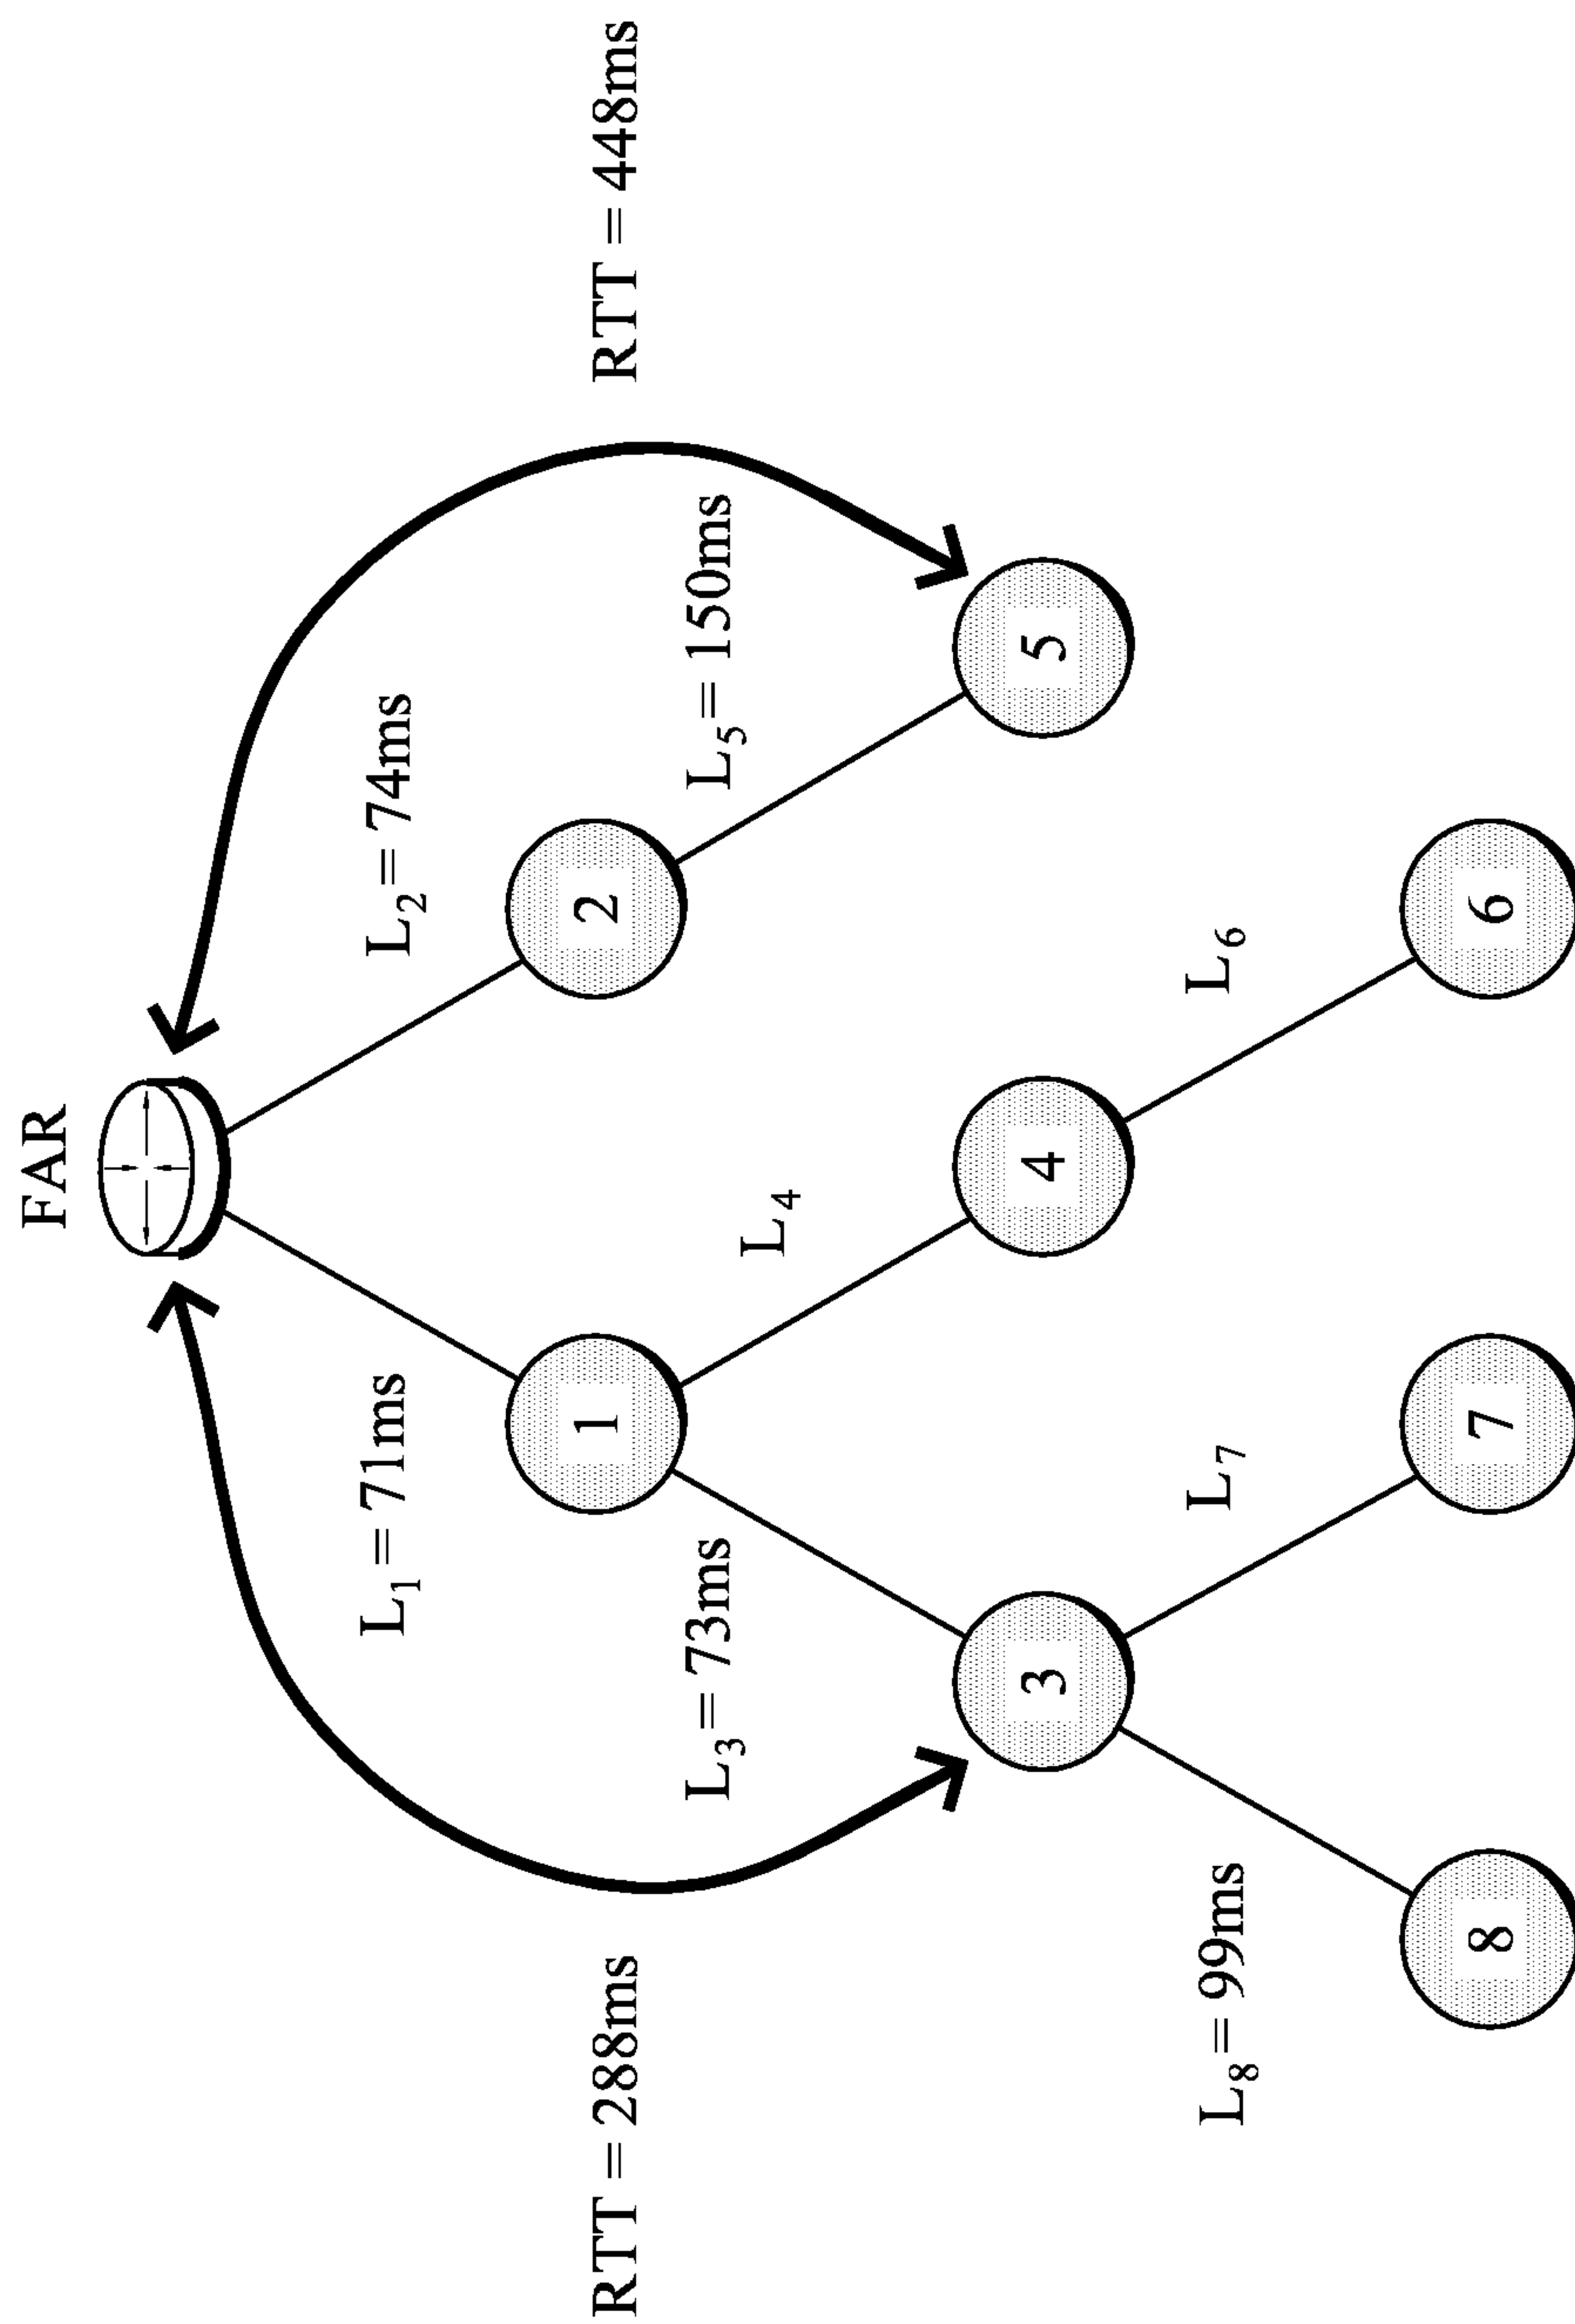 FAR
L1 = 71ms
L2 = 74ms
RTT = 288ms
RTT = 448ms
1
2
L3 = 73ms
L4
L5 = 150ms
3
4
5
L8 = 99ms
L7
L6
8
7
6